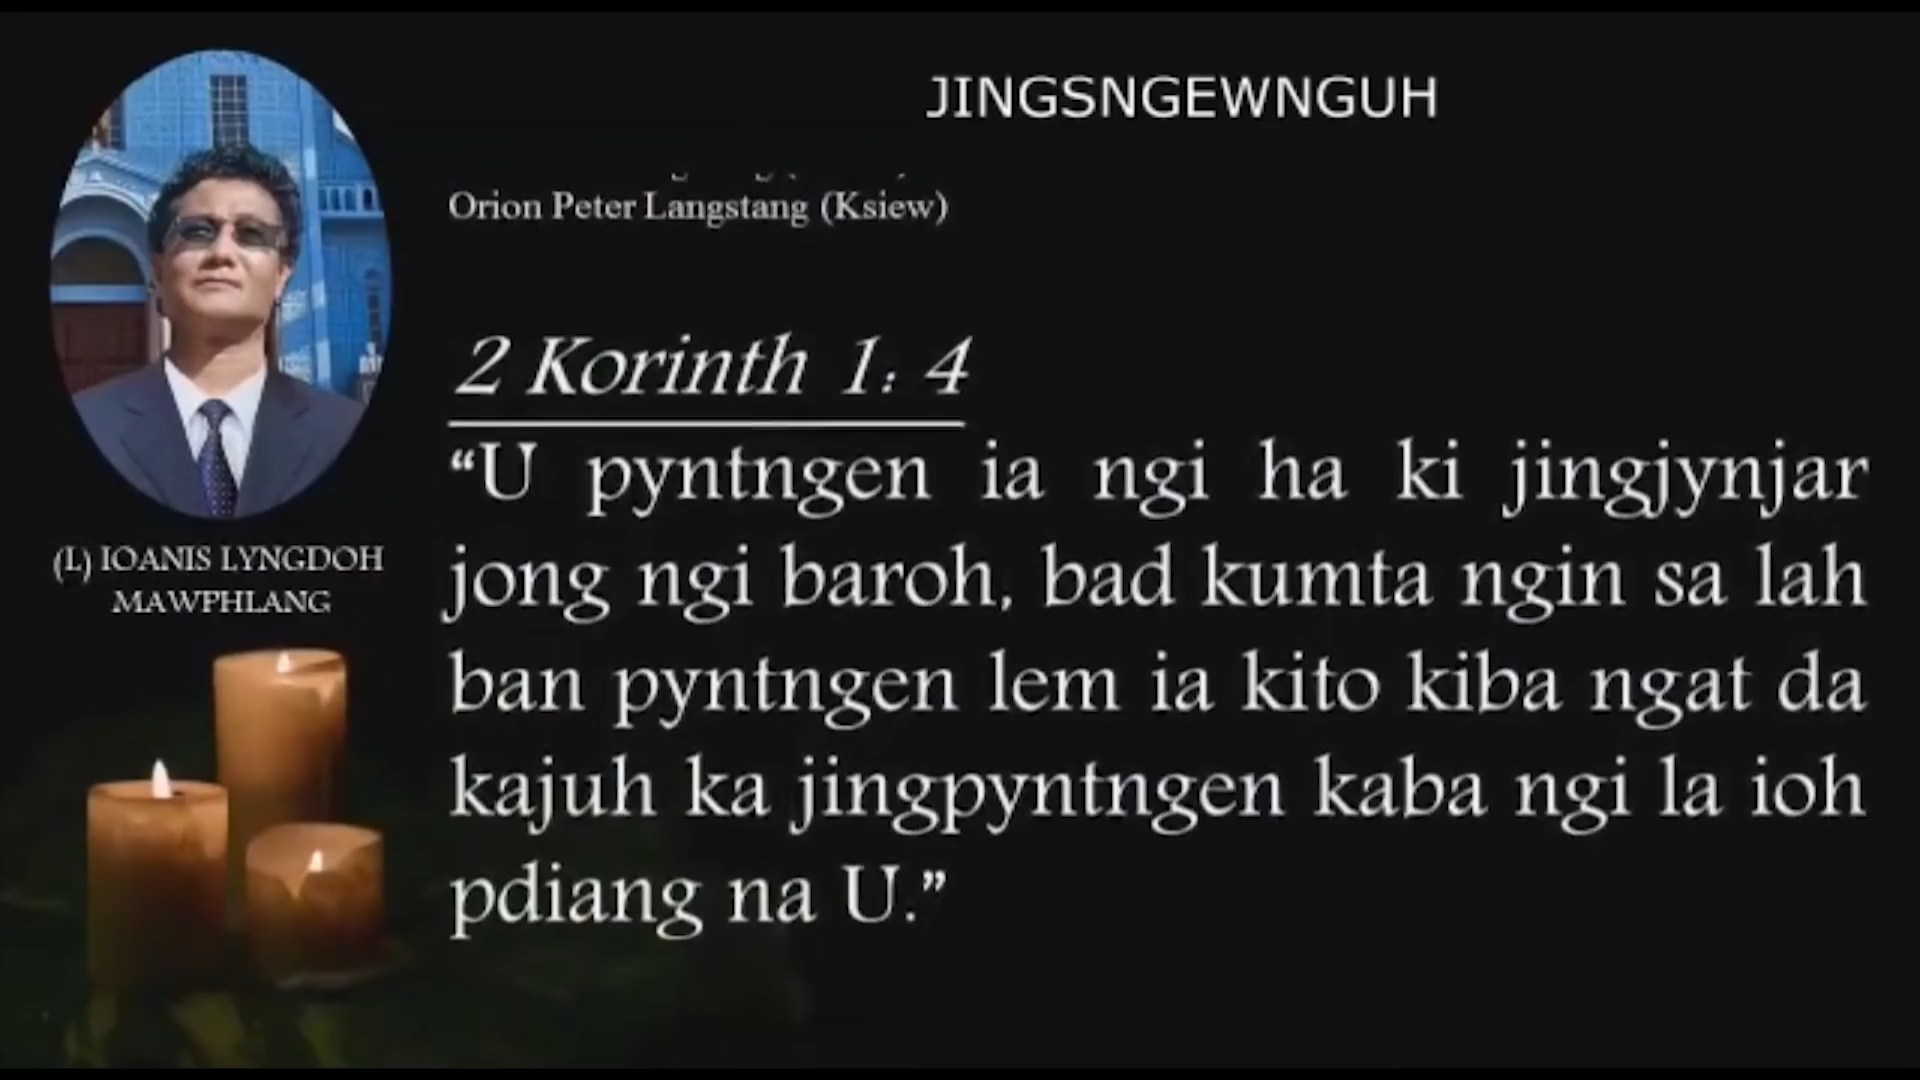 JINGSNGEWNGUH
Orion Peter Langstang (Ksiew)
(L) IOANIS LYNGDOH
MAWPHLANG
2 Korinth 1: 4
“U pyntngen ia ngi ha ki jingjynjar
jong ngi baroh, bad kumta ngin sa lah
ban pyntngen lem ia kito kiba ngat da
kajuh ka jingpyntngen kaba ngi la ioh
pdiang na U.”